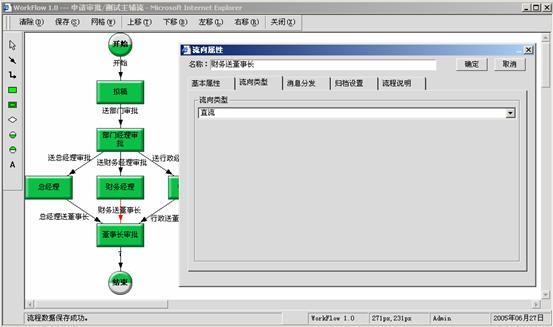 WorkFlow 1.0 --- 申请审批/测试主辅流 - Microsoft Internet Explorer
清除(D) 保存(S) 网格(W) 上移(T) 下移(B) 左移(L) 右移(R) 关闭(X)
开始
开始
拟稿
送部门审批
部门经理审批
送总经理审批 送财务经理审批 送行政经
总经理 财务经理
总经理送董事长 财务送董事长 行政送董
董事长审批
结束
A
流向属性
名称: 财务送董事长 确定 取消
基本属性 流向类型 消息分发 归档设置 流程说明
流向类型
直流
流程数据保存成功。 WorkFlow 1.0 271px,231px Admin 2005年06月27日